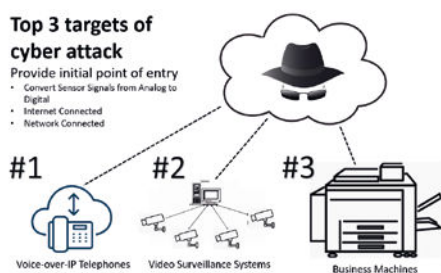 Top 3 targets of
cyber attack
Provide initial point of entry
• Convert Sensor Signals from Analog to
Digital
• Internet Connected
• Network Connected
#1
#2
#3
Voice-over-IP Telephones
Video Surveillance Systems
Business Machines